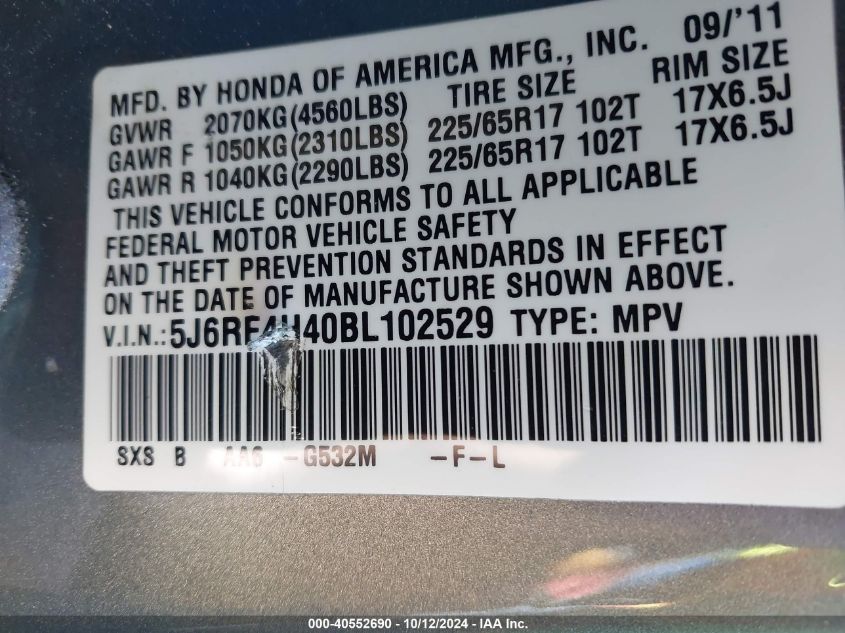 MFD. BY HONDA OF AMERICA MFG., INC. 09/'11
GVWR 2070KG(4560LBS) TIRE SIZE RIM SIZE
GAWR F 1050KG(2310LBS) 225/65R17 102T 17X6.5J
GAWR R 1040KG(2290LBS) 225/65R17 102T 17X6.5J
THIS VEHICLE CONFORMS TO ALL APPLICABLE
FEDERAL MOTOR VEHICLE SAFETY
AND THEFT PREVENTION STANDARDS IN EFFECT
ON THE DATE OF MANUFACTURE SHOWN ABOVE.
V.I.N.:5J6RE4H40BL102529 TYPE: MPV
SXS B AA6 -G532M -F-L
000-40552690 - 10/12/2024 - IAA Inc.